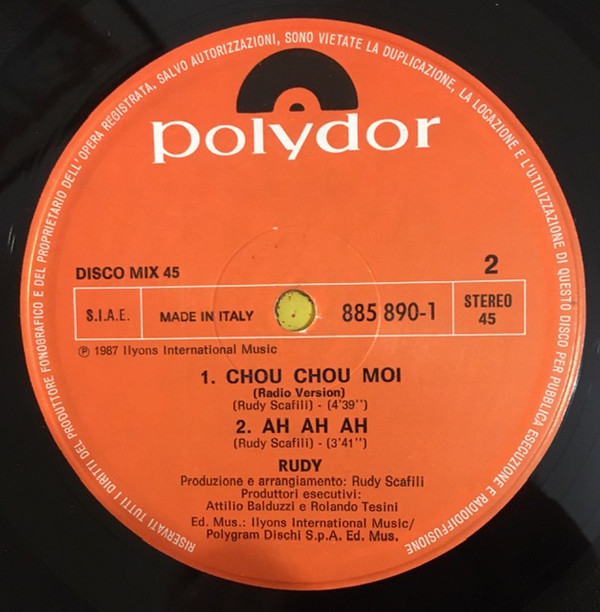 RISERVATI TUTTI I DIRITTI DEL PRODUTTORE FONOGRAFICO E DEL PROPRIETARIO DELL'OPERA REGISTRATA, SALVO AUTORIZZAZIONI, SONO VIETATE LA DUPLICAZIONE, LA LOCAZIONE E L'UTILIZZAZIONE DI QUESTO DISCO PER PUBBLICA ESECUZIONE E RADIODIFFUSIONE
polydor
DISCO MIX 45 2
S.I.A.E. MADE IN ITALY 885 890-1 STEREO
45
℗ 1987 Ilyons International Music
1. CHOU CHOU MOI
(Radio Version)
(Rudy Scafili) - (4'39'')
2. AH AH AH
(Rudy Scafili) - (3'41'')
RUDY
Produzione e arrangiamento: Rudy Scafili
Produttori esecutivi:
Attilio Balduzzi e Rolando Tesini
Ed. Mus.: Ilyons International Music/
Polygram Dischi S.p.A. Ed. Mus.